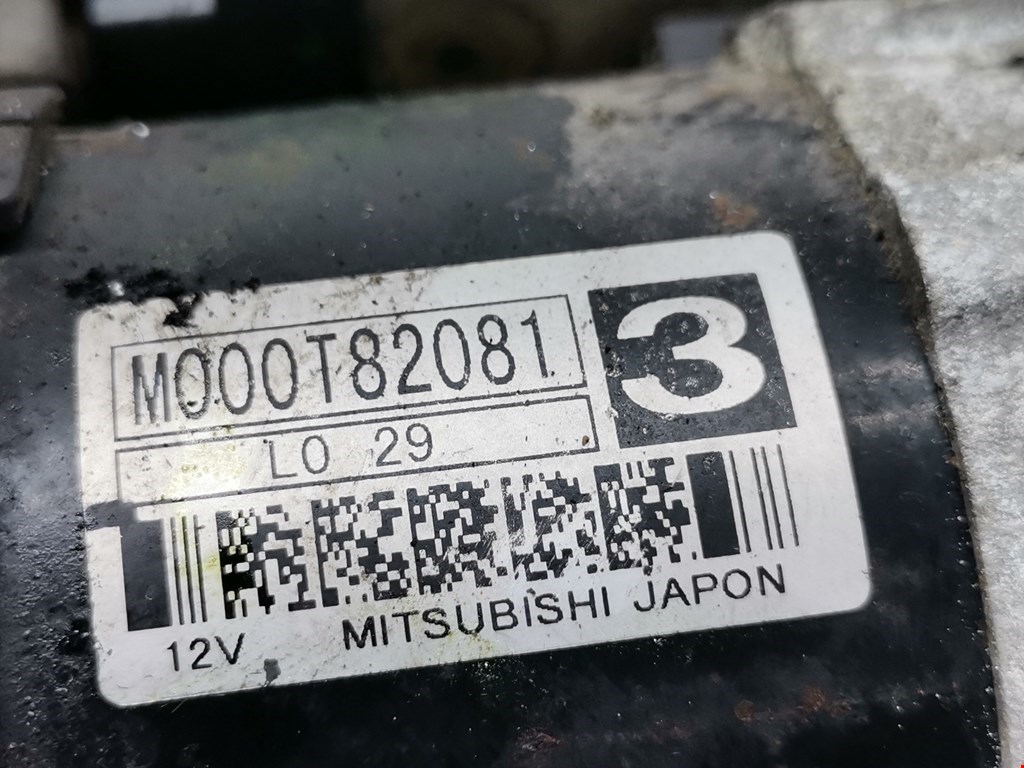 M000T82081
3
LO 29
12V MITSUBISHI JAPON